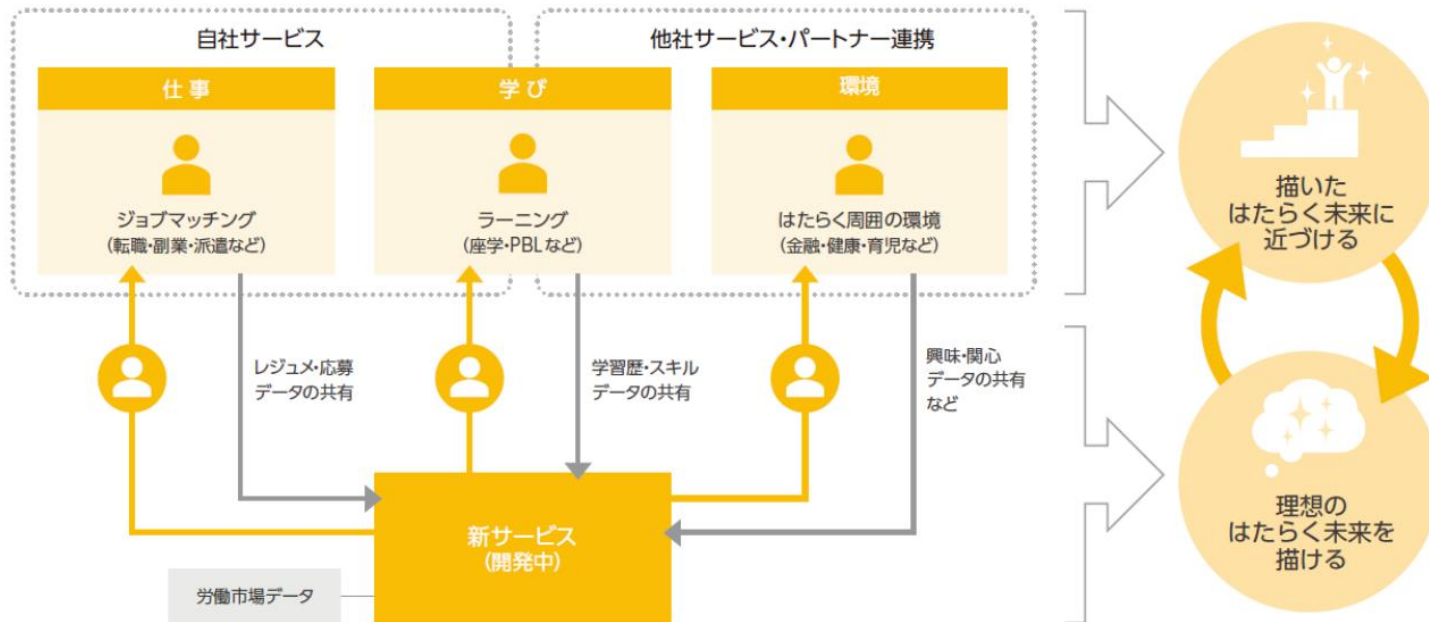 自社サービス
他社サービス・パートナー連携
仕事
学び
環境
ジョブマッチング
(転職・副業・派遣など)
ラーニング
(座学・PBLなど)
はたらく周囲の環境
(金融・健康・育児など)
描いた
はたらく未来に
近づける
レジュメ・応募
データの共有
学習歴・スキル
データの共有
興味・関心
データの共有
など
新サービス
(開発中)
労働市場データ
理想の
はたらく未来を
描ける